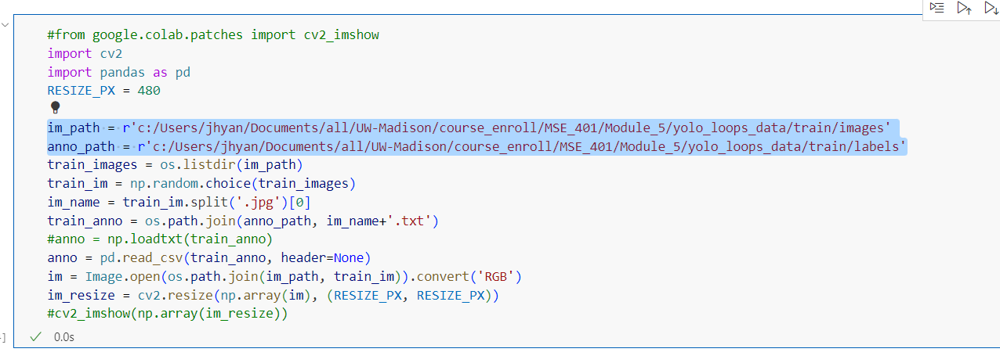 #from google.colab.patches import cv2_imshow
import cv2
import pandas as pd
RESIZE_PX = 480
im_path = r'c:/Users/jhyan/Documents/all/UW-Madison/course_enroll/MSE_401/Module_5/yolo_loops_data/train/images'
anno_path = r'c:/Users/jhyan/Documents/all/UW-Madison/course_enroll/MSE_401/Module_5/yolo_loops_data/train/labels'
train_images = os.listdir(im_path)
train_im = np.random.choice(train_images)
im_name = train_im.split('.jpg')[0]
train_anno = os.path.join(anno_path, im_name+'.txt')
#anno = np.loadtxt(train_anno)
anno = pd.read_csv(train_anno, header=None)
im = Image.open(os.path.join(im_path, train_im)).convert('RGB')
im_resize = cv2.resize(np.array(im), (RESIZE_PX, RESIZE_PX))
#cv2_imshow(np.array(im_resize))
0.0s